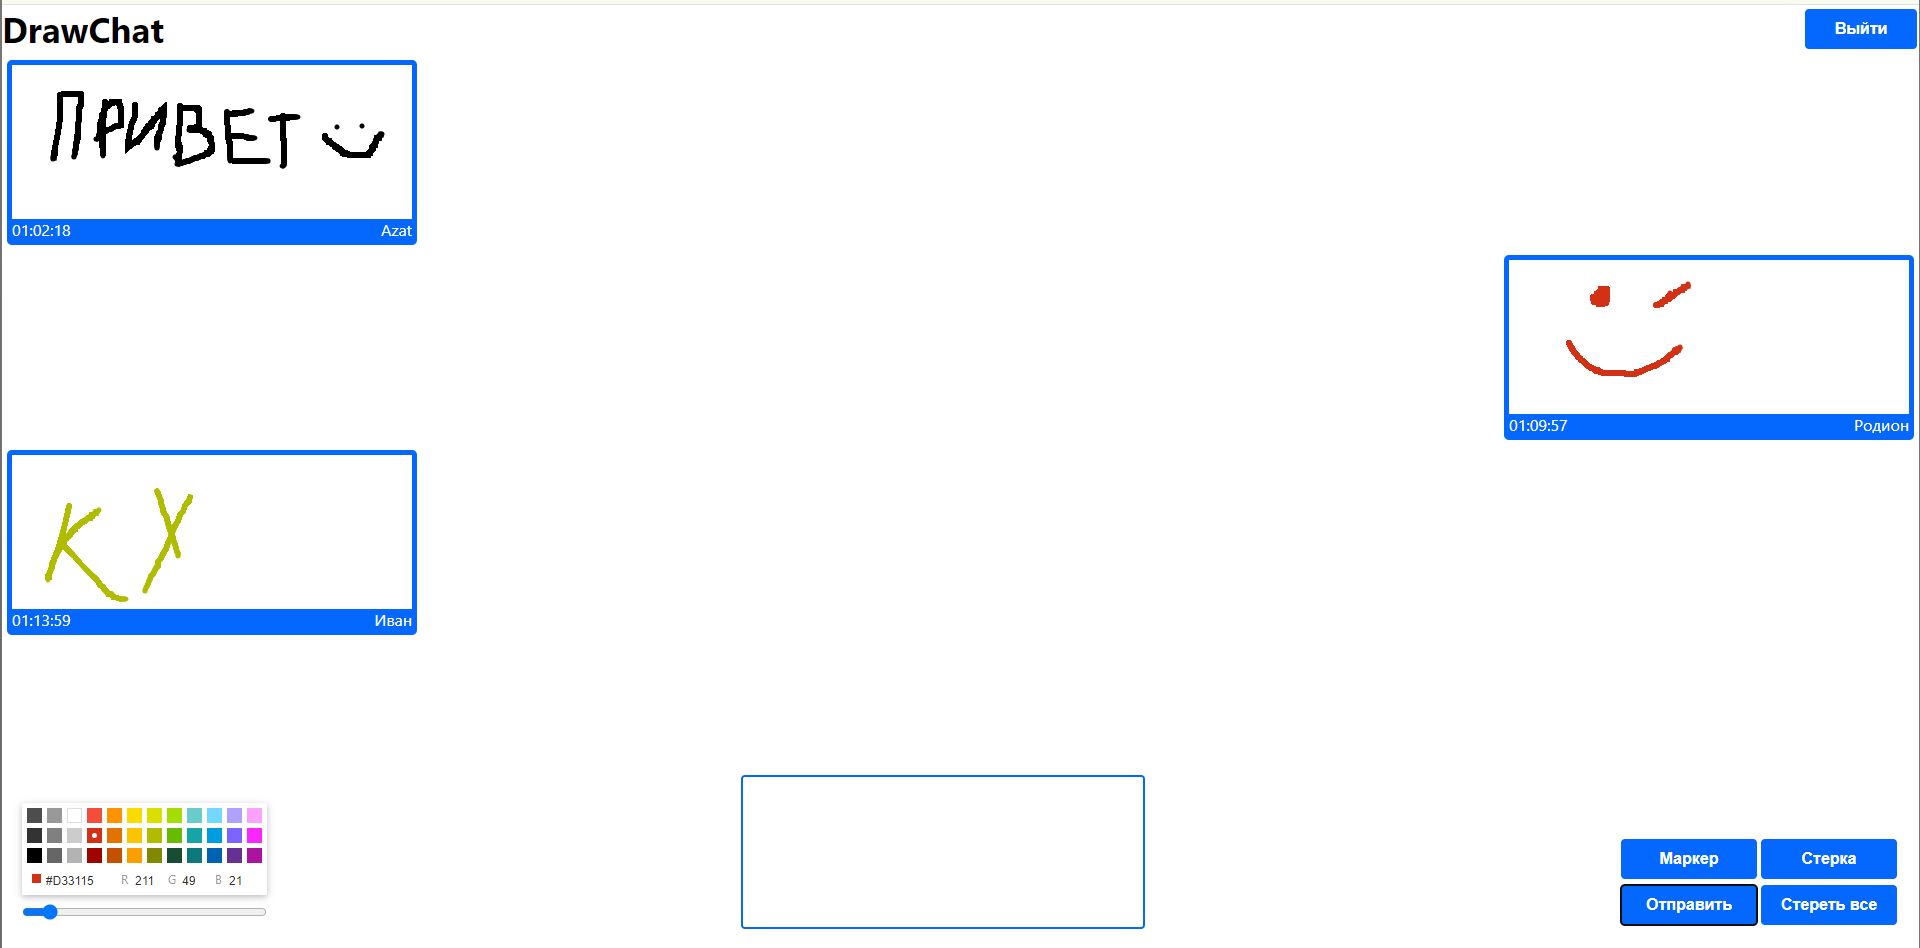 DrawChat
Выйти
ПРИВЕТ
01:02:18 Azat
01:09:57 Родион
КХ
01:13:59 Иван
#D33115 R 211 G 49 B 21
Маркер Стерка
Отправить Стереть все